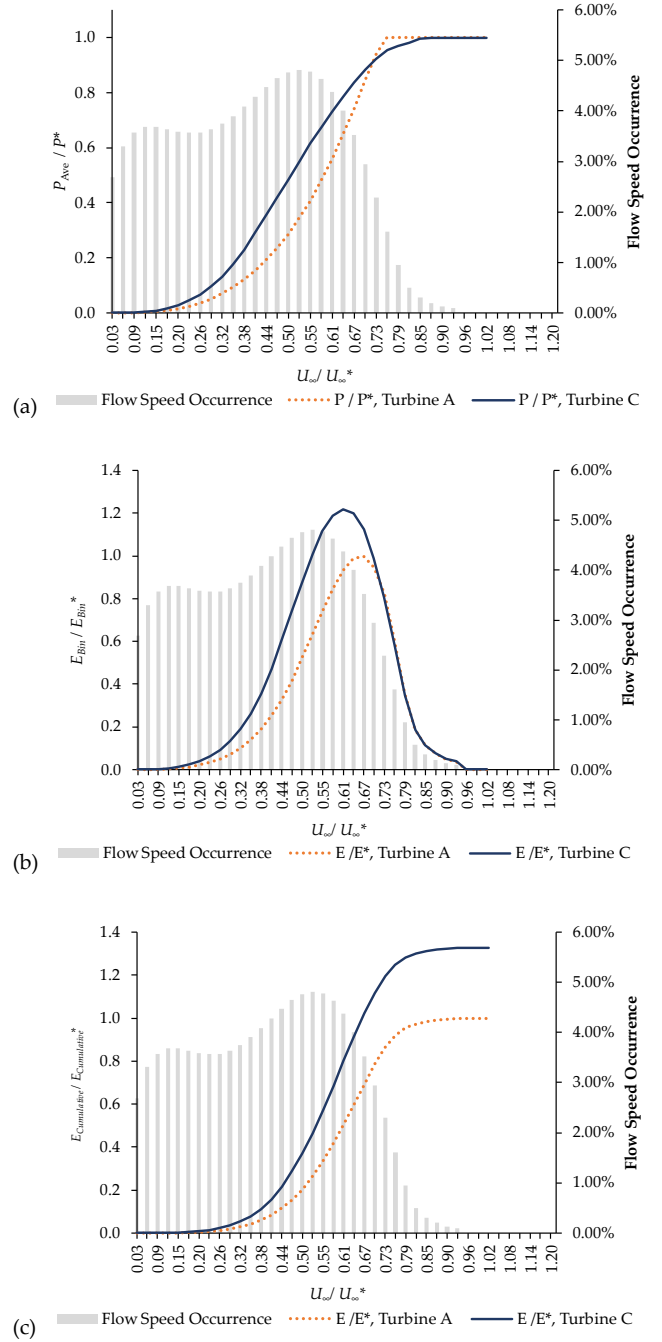 1.0
0.8
0.6
0.4
0.2
0.0
P_Ave / P*
6.00%
5.00%
4.00%
3.00%
2.00%
1.00%
0.00%
Flow Speed Occurrence
0.03 0.09 0.15 0.20 0.26 0.32 0.38 0.44 0.50 0.55 0.61 0.67 0.73 0.79 0.85 0.90 0.96 1.02 1.08 1.14 1.20
U∞/ U∞*
(a) Flow Speed Occurrence P / P*, Turbine A P / P*, Turbine C
1.4
1.2
1.0
0.8
0.6
0.4
0.2
0.0
E_Bin / E_Bin*
6.00%
5.00%
4.00%
3.00%
2.00%
1.00%
0.00%
Flow Speed Occurrence
0.03 0.09 0.15 0.20 0.26 0.32 0.38 0.44 0.50 0.55 0.61 0.67 0.73 0.79 0.85 0.90 0.96 1.02 1.08 1.14 1.20
U∞/ U∞*
(b) Flow Speed Occurrence E /E*, Turbine A E /E*, Turbine C
1.4
1.2
1.0
0.8
0.6
0.4
0.2
0.0
E_Cumulative/ E_Cumulative*
6.00%
5.00%
4.00%
3.00%
2.00%
1.00%
0.00%
Flow Speed Occurrence
0.03 0.09 0.15 0.20 0.26 0.32 0.38 0.44 0.50 0.55 0.61 0.67 0.73 0.79 0.85 0.90 0.96 1.02 1.08 1.14 1.20
U∞/ U∞*
(c) Flow Speed Occurrence E/E*, Turbine A E/E*, Turbine C